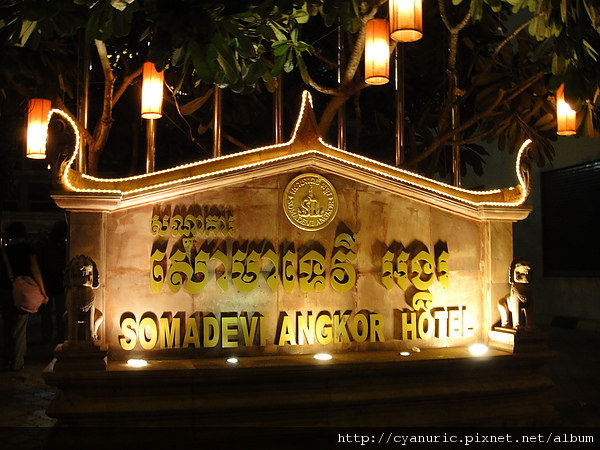 សណ្ឋាគារ
សោមាទេវី អង្គរ
SOMADEVI ANGKOR HOTEL
http://cyanuric.pixnet.net/album